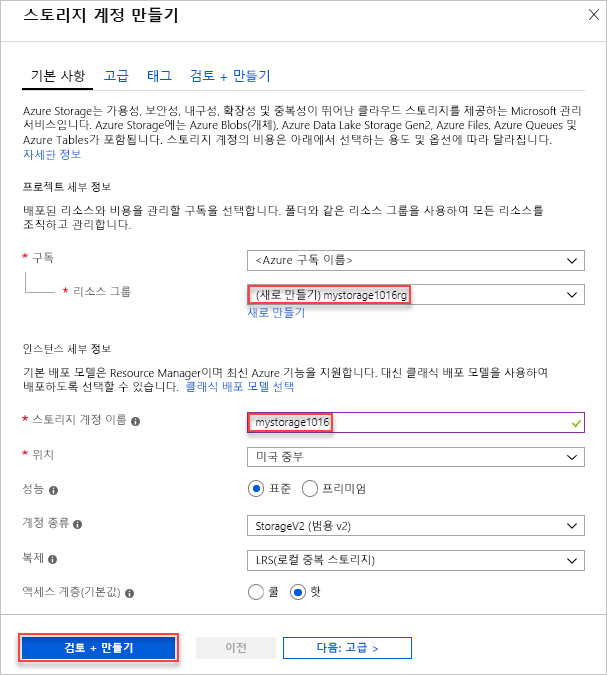 스토리지 계정 만들기
기본 사항 고급 태그 검토 + 만들기
Azure Storage는 가용성, 보안성, 내구성, 확장성 및 중복성이 뛰어난 클라우드 스토리지를 제공하는 Microsoft 관리
서비스입니다. Azure Storage에는 Azure Blobs(개체), Azure Data Lake Storage Gen2, Azure Files, Azure Queues 및
Azure Tables가 포함됩니다. 스토리지 계정의 비용은 아래에서 선택하는 용도 및 옵션에 따라 달라집니다.
자세한 정보
프로젝트 세부 정보
배포된 리소스와 비용을 관리할 구독을 선택합니다. 폴더와 같은 리소스 그룹을 사용하여 모든 리소스를
조직하고 관리합니다.
* 구독 <Azure 구독 이름>
* 리소스 그룹 (새로 만들기) mystorage1016rg
새로 만들기
인스턴스 세부 정보
기본 배포 모델은 Resource Manager이며 최신 Azure 기능을 지원합니다. 대신 클래식 배포 모델을 사용하여
배포하도록 선택할 수 있습니다. 클래식 배포 모델 선택
* 스토리지 계정 이름 mystorage1016
* 위치 미국 중부
성능 표준 프리미엄
계정 종류 StorageV2 (범용 v2)
복제 LRS(로컬 중복 스토리지)
액세스 계층(기본값) 쿨 핫
검토 + 만들기 이전 다음: 고급 >